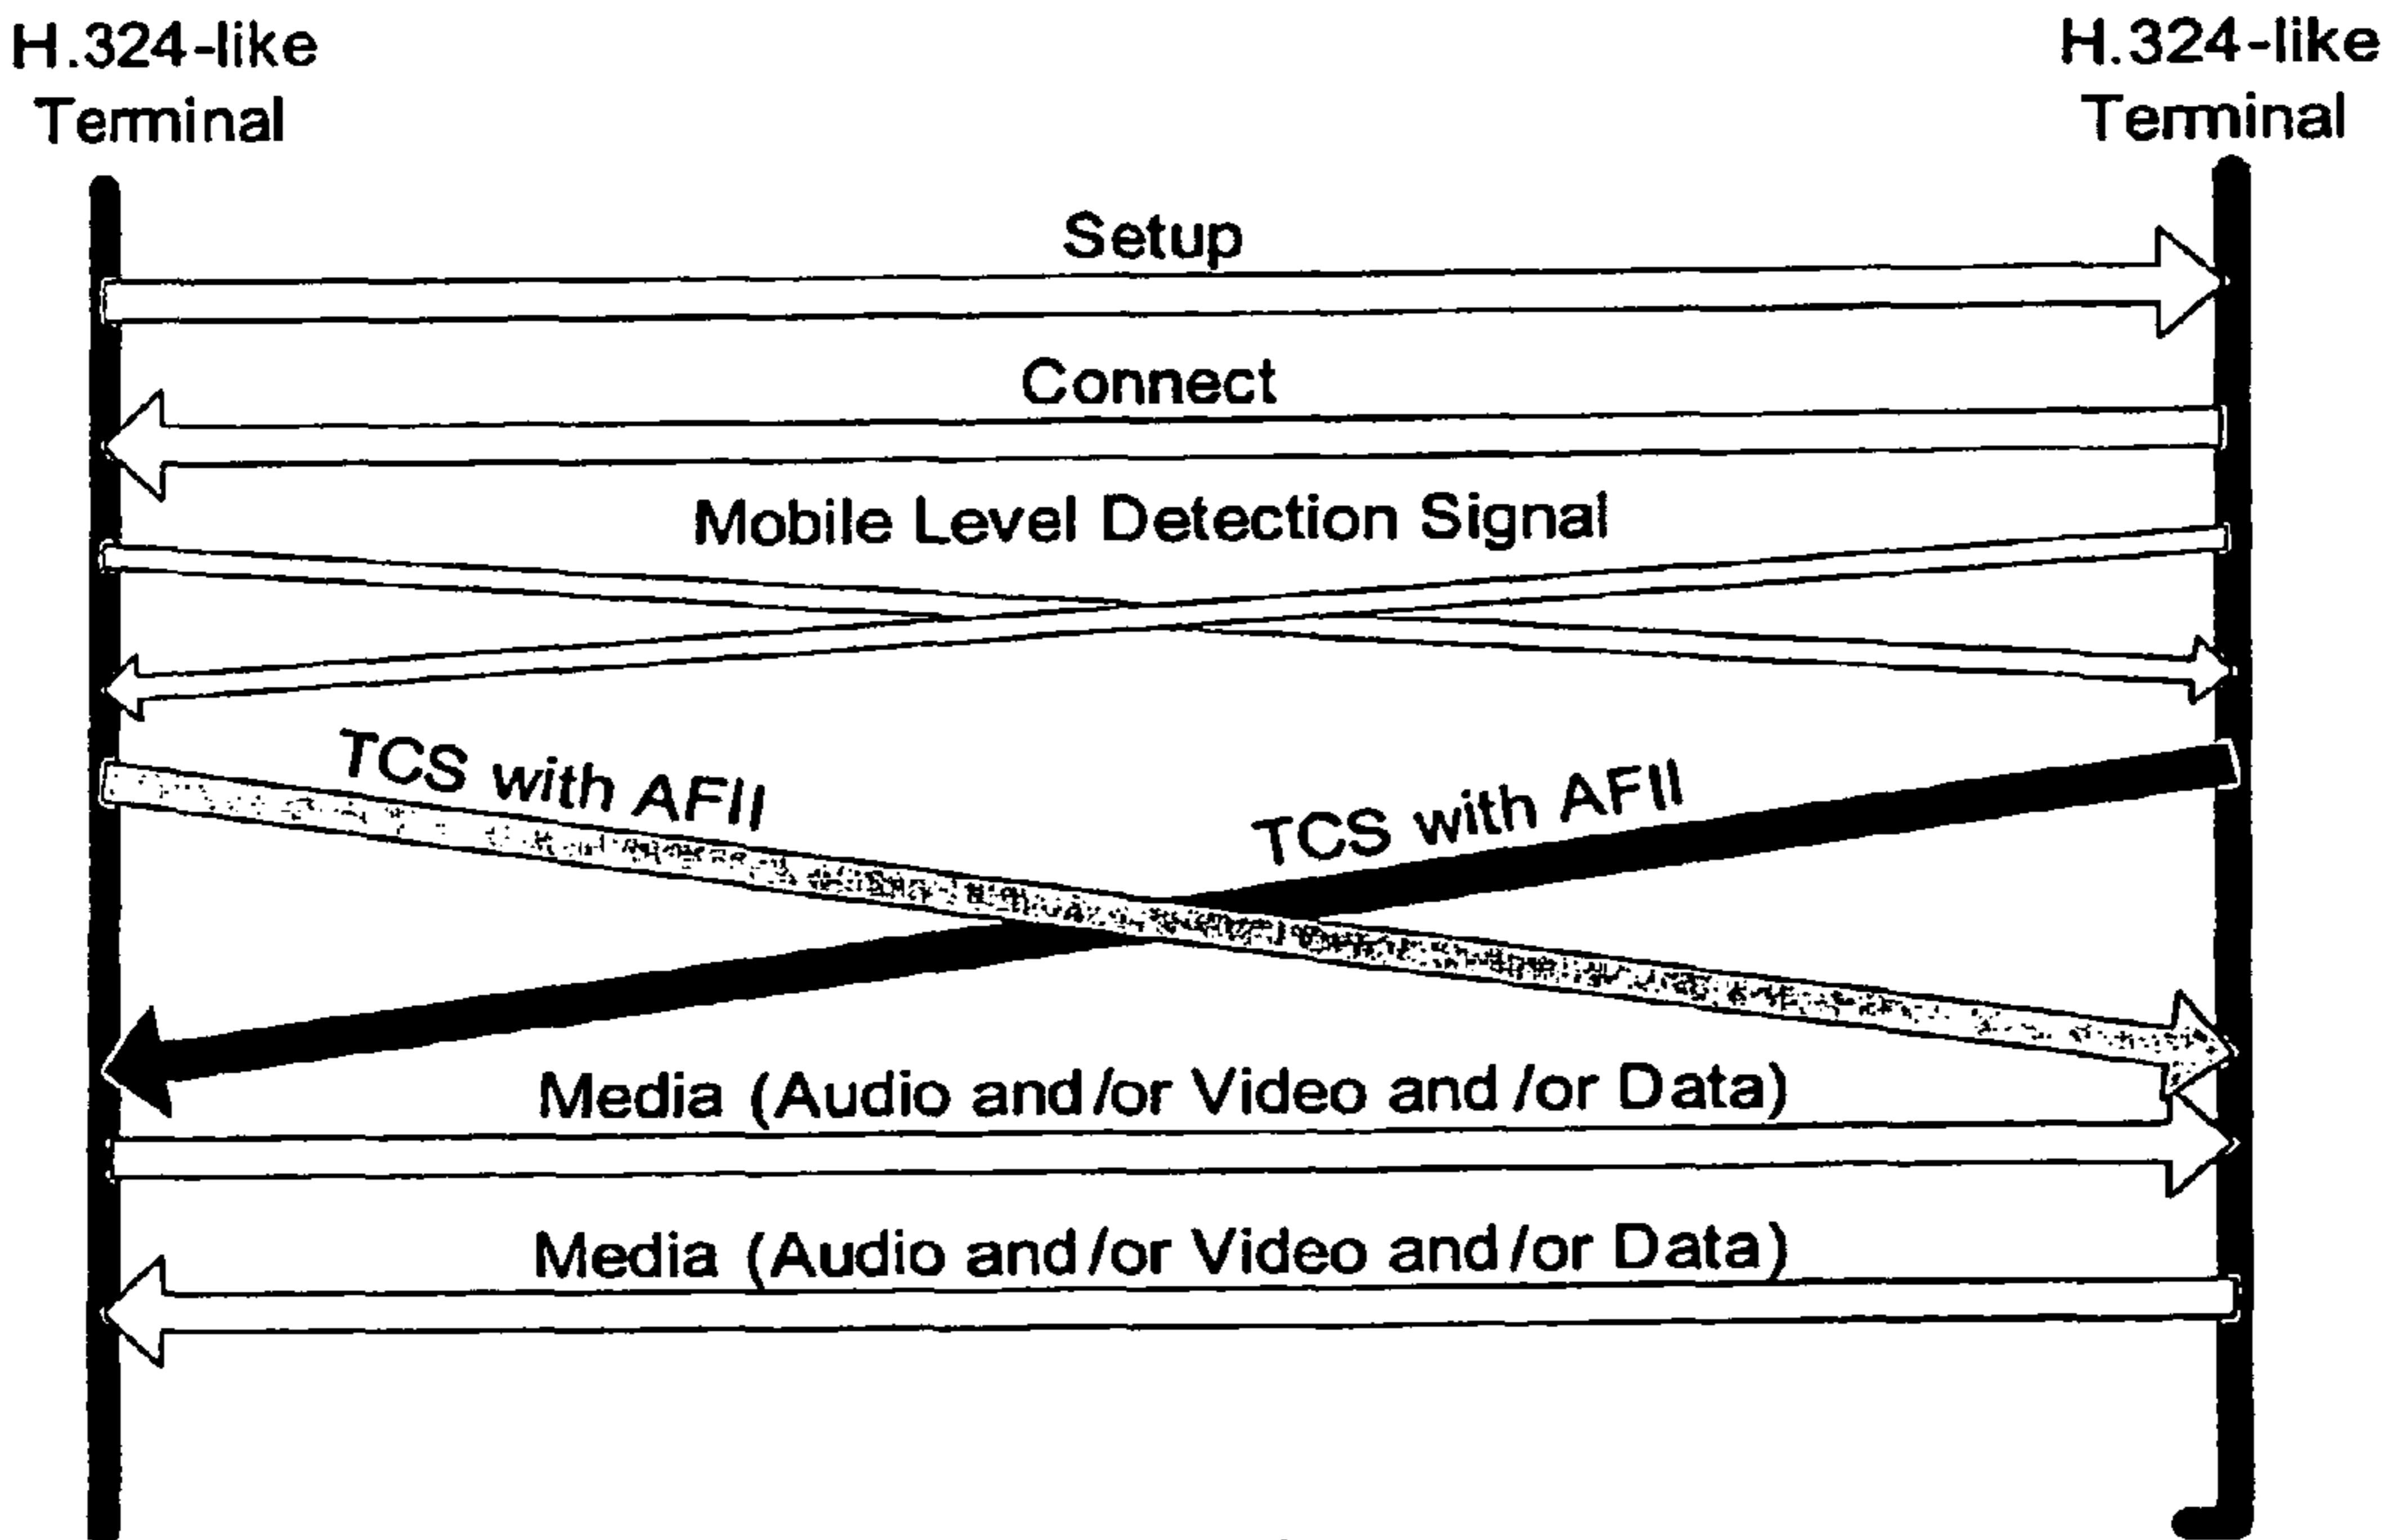 H.324-like
Terminal
H.324-like
Terminal
Setup
Connect
Mobile Level Detection Signal
TCS with AFII
TCS with AFII
Media (Audio and/or Video and/or Data)
Media (Audio and/or Video and/or Data)